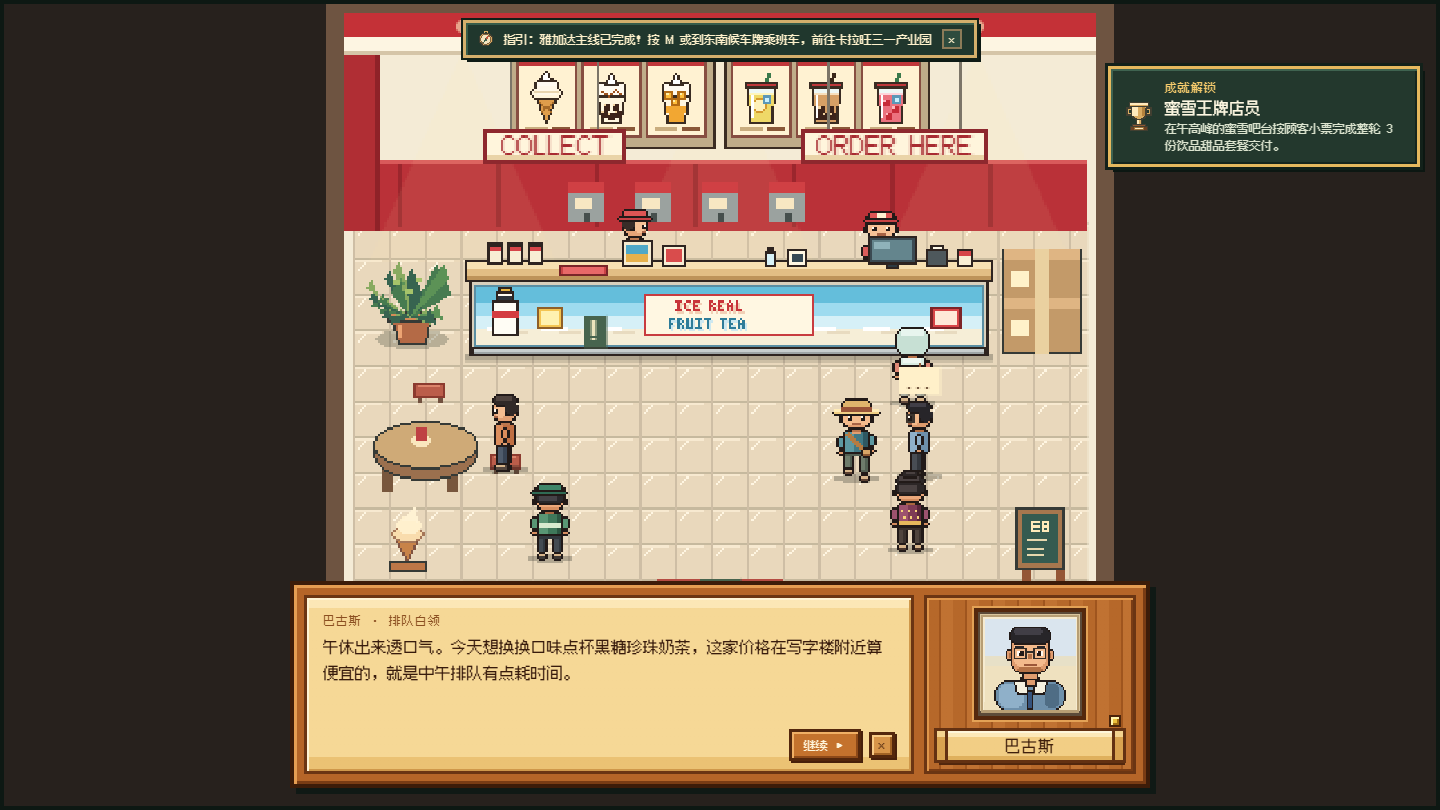 指引：雅加达主线已完成！按 M 或到东南候车牌乘班车，前往卡拉旺三一产业园
×
成就解锁
蜜雪王牌店员
在午高峰的蜜雪吧台按顾客小票完成整轮 3
份饮品甜品套餐交付。
COLLECT
ORDER HERE
ICE REAL
FRUIT TEA
...
巴古斯 · 排队白领
午休出来透口气。今天想换换口味点杯黑糖珍珠奶茶，这家价格在写字楼附近算
便宜的，就是中午排队有点耗时间。
继续 ►
×
巴古斯